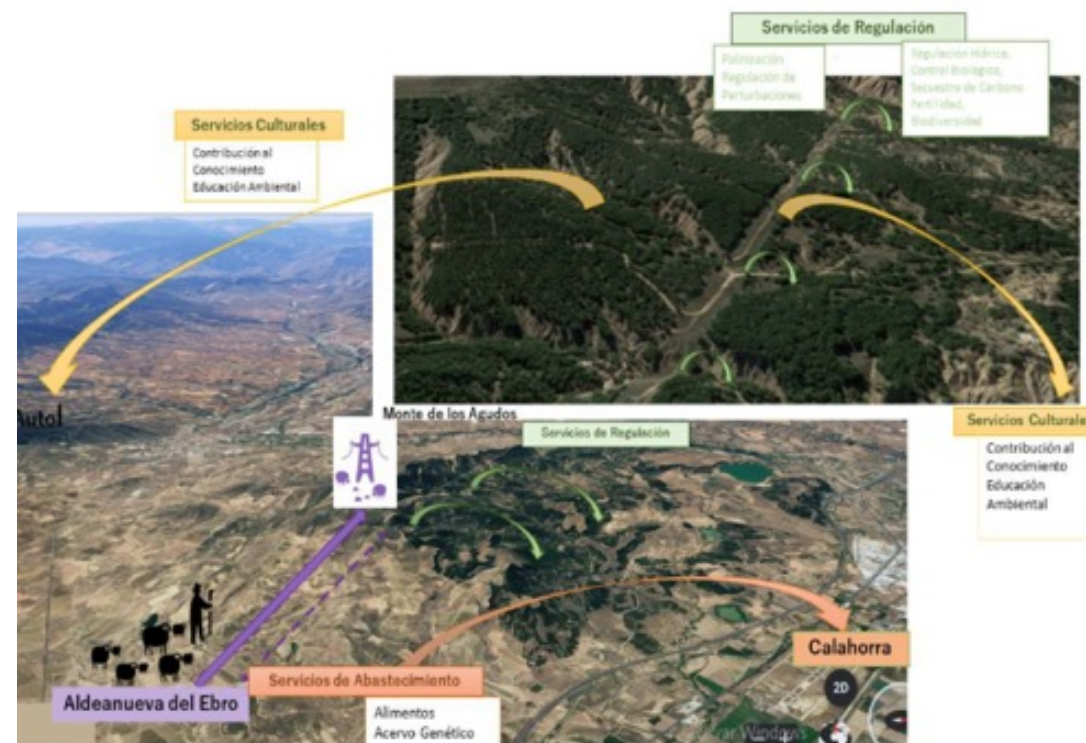 Servicios de Regulación
Polinización
Regulación de
Perturbaciones
Regulación Hídrica,
Control Biológico,
Secuestro de Carbono
Fertilidad,
Biodiversidad
Servicios Culturales
Contribución al
Conocimiento
Educación Ambiental
Autol
Monte de los Agudos
Servicios de Regulación
Servicios Culturale
Contribución al
Conocimiento
Educación
Ambiental
Calahorra
2D
Servicios de Abastecimiento
Aldeanueva del Ebro
Alimentos
Acervo Genético
var Windows